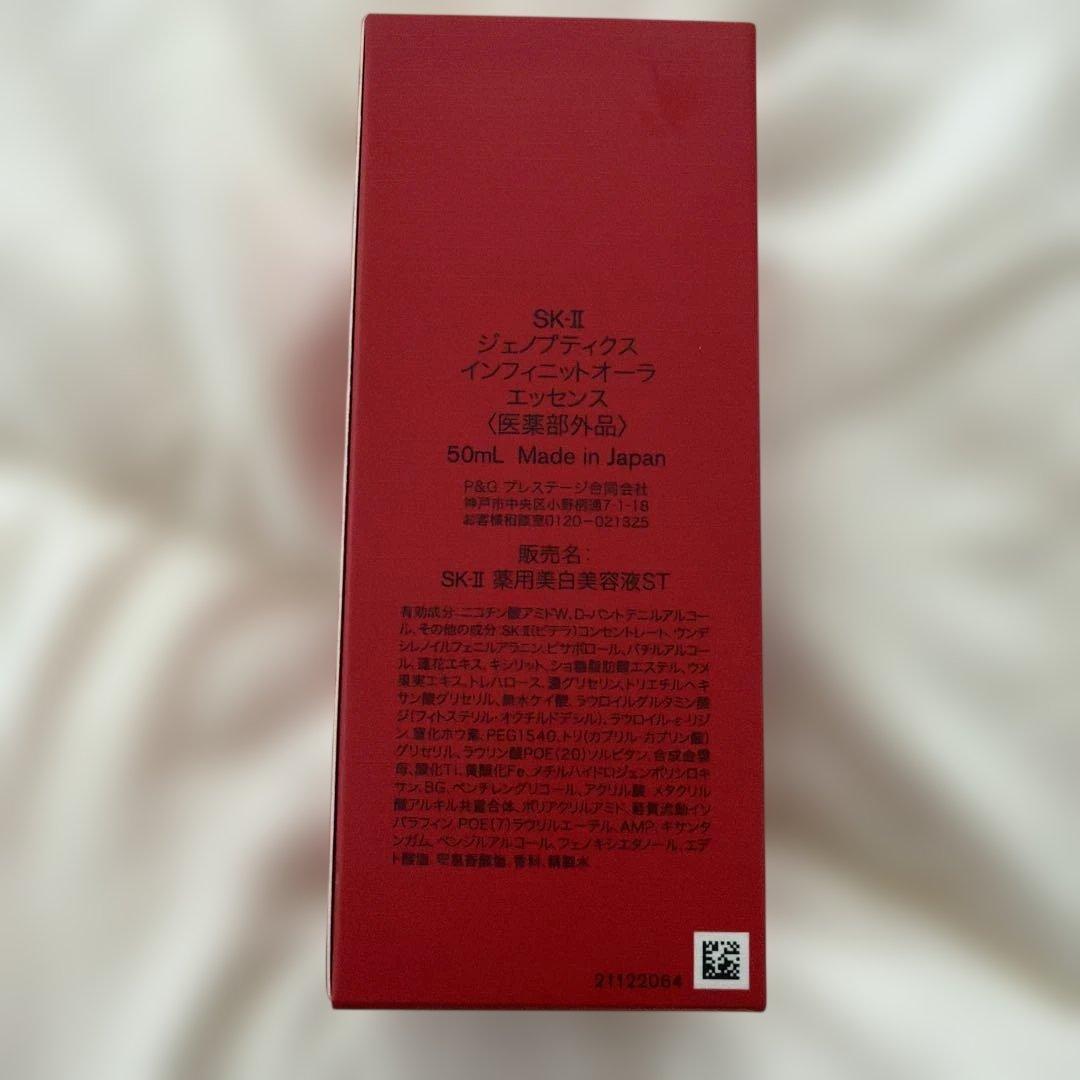 SK-Ⅱ
ジェノプティクス
インフィニットオーラ
エッセンス
〈医薬部外品〉
50mL Made in Japan
P&G プレステージ合同会社
神戸市中央区小野柄通7-1-18
お客様相談室0120-021325
販売名:
SK-Ⅱ 薬用美白美容液ST
有効成分:ニコチン酸アミドW、D-パントテニルアルコー
ル、その他の成分:SK-Ⅱ(ピテラ)コンセントレート、ウンデ
シレノイルフェニルアラニン、ビサボロール、バチルアルコー
ル、蓮花エキス、キシリット、ショ糖脂肪酸エステル、ウメ
果実エキス、トレハロース、濃グリセリン、トリエチルヘキ
サン酸グリセリル、無水ケイ酸、ラウロイルグルタミン酸
ジ(フィトステリル・オクチルドデシル)、ラウロイル-ε-リジ
ン、窒化ホウ素、PEG1540、トリ(カプリル・カプリン酸)
グリセリル、ラウリン酸POE(20)ソルビタン、合成金雲
母、酸化Ti、黄酸化Fe、メチルハイドロジェンポリシロキ
サン、BG、ペンチレングリコール、アクリル酸・メタクリル
酸アルキル共重合体、ポリアクリルアミド、軽質流動イソ
パラフィン、POE(7)ラウリルエーテル、AMP、キサンタ
ンガム、ベンジルアルコール、フェノキシエタノール、エデ
ト酸塩、安息香酸塩、香料、精製水
21122064